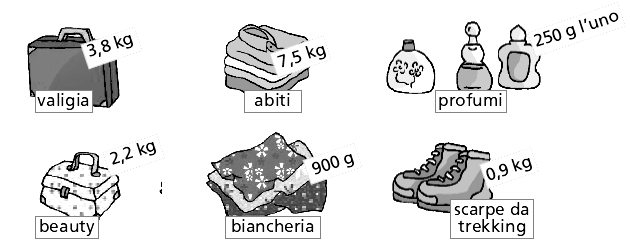 3,8 kg
valigia
7,5 kg
abiti
250 g l'uno
profumi
2,2 kg
beauty
900 g
biancheria
0,9 kg
scarpe da
trekking